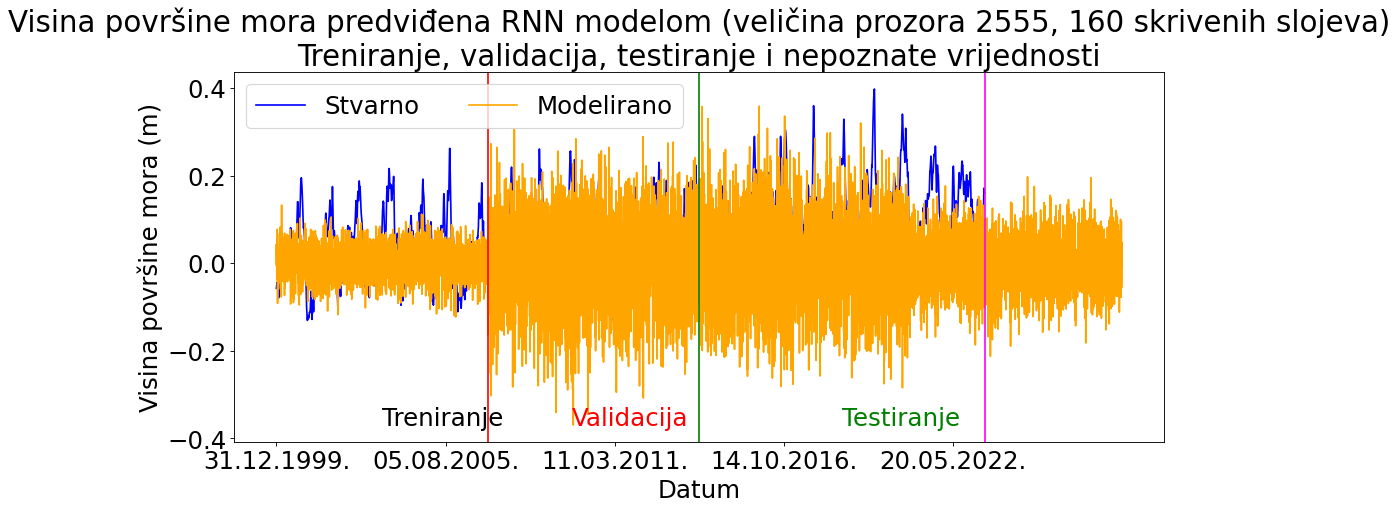 Visina površine mora predviđena RNN modelom (veličina prozora 2555, 160 skrivenih slojeva)
Treniranje, validacija, testiranje i nepoznate vrijednosti
Stvarno
Modelirano
Visina površine mora (m)
0.4
0.2
0.0
−0.2
−0.4
Treniranje
Validacija
Testiranje
31.12.1999.
05.08.2005.
11.03.2011.
14.10.2016.
20.05.2022.
Datum